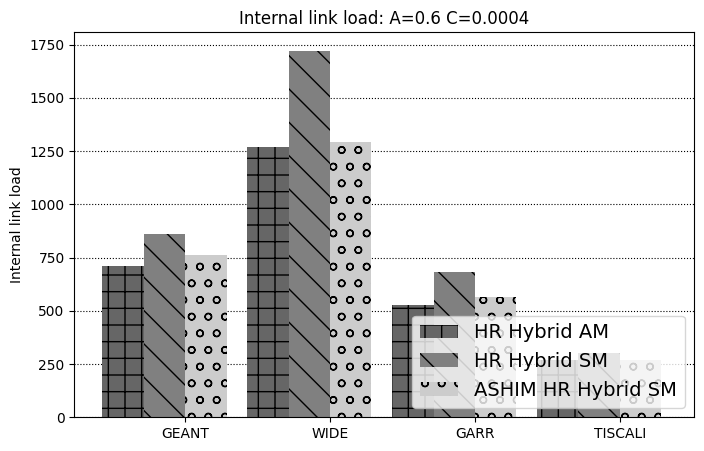 Internal link load: A=0.6 C=0.0004
1750
1500
1250
1000
750
500
250
0
Internal link load
HR Hybrid AM
HR Hybrid SM
ASHIM HR Hybrid SM
GEANT
WIDE
GARR
TISCALI